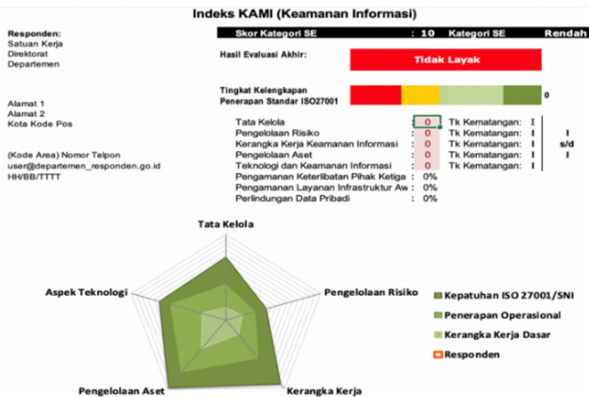 Indeks KAMI (Keamanan Informasi)
Responden:
Satuan Kerja
Direktorat
Departemen
Alamat 1
Alamat 2
Kota Kode Pos
(Kode Area) Nomor Telpon
user@departemen_responden.go.id
HH/BB/TTTT
Skor Kategori SE : 10 Kategori SE Rendah
Hasil Evaluasi Akhir: Tidak Layak
Tingkat Kelengkapan
Penerapan Standar ISO27001 0
Tata Kelola : 0 Tk Kematangan: I
Pengelolaan Risiko : 0 Tk Kematangan: I I
Kerangka Kerja Keamanan Informasi : 0 Tk Kematangan: I s/d
Pengelolaan Aset : 0 Tk Kematangan: I I
Teknologi dan Keamanan Informasi : 0 Tk Kematangan: I
Pengamanan Keterlibatan Pihak Ketiga : 0%
Pengamanan Layanan Infrastruktur Aw : 0%
Perlindungan Data Pribadi : 0%
Tata Kelola
Aspek Teknologi
Pengelolaan Risiko
Pengelolaan Aset
Kerangka Kerja
Kepatuhan ISO 27001/SNI
Penerapan Operasional
Kerangka Kerja Dasar
Responden